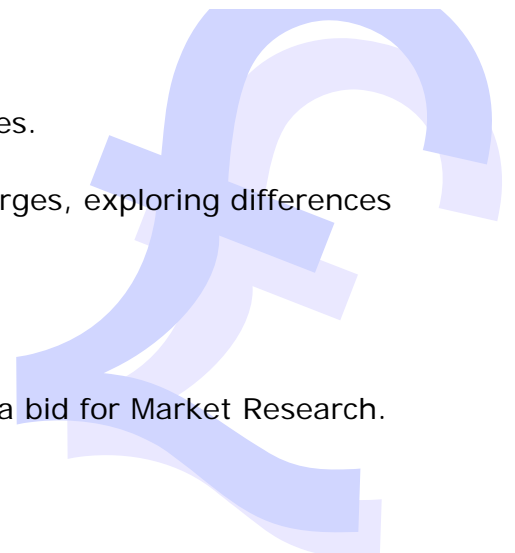 es.
rges, exploring differences
a bid for Market Research.